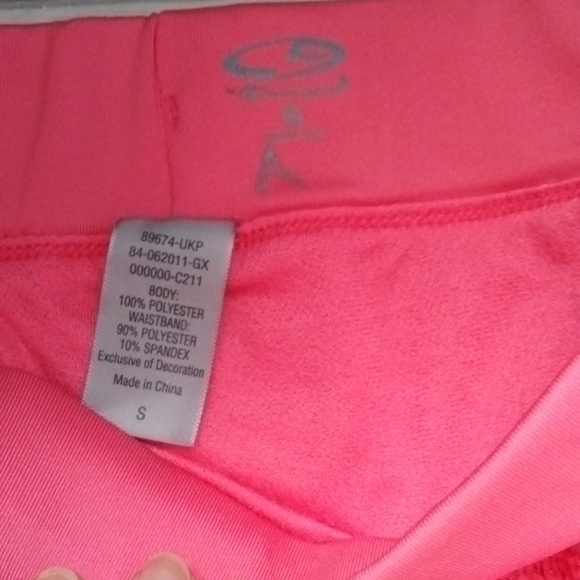 89674-UKP
84-062011-GX
000000-C211
BODY:
100% POLYESTER
WAISTBAND:
90% POLYESTER
10% SPANDEX
Exclusive of Decoration
Made in China
S